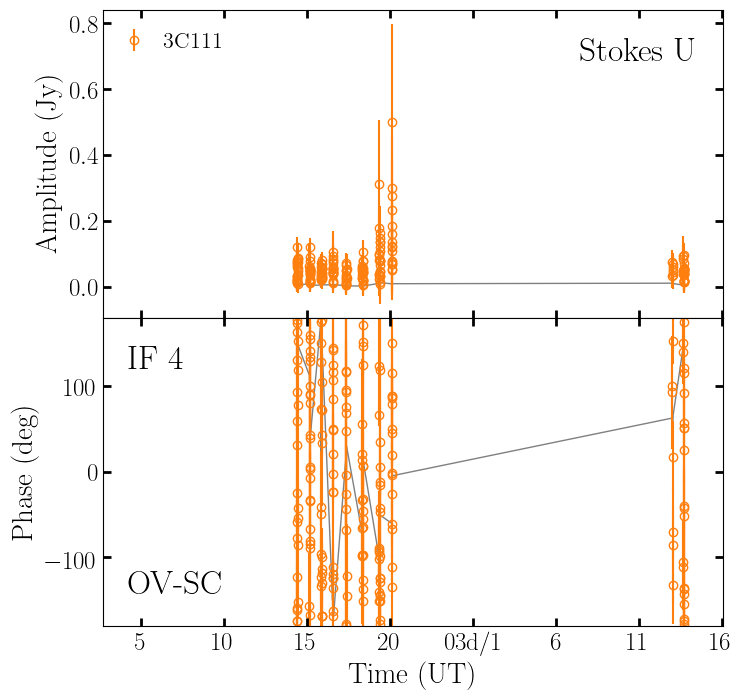 3C111
Stokes U
0.8
0.6
0.4
0.2
0.0
Amplitude (Jy)
IF 4
100
0
−100
Phase (deg)
OV-SC
5 10 15 20 03d/1 6 11 16
Time (UT)